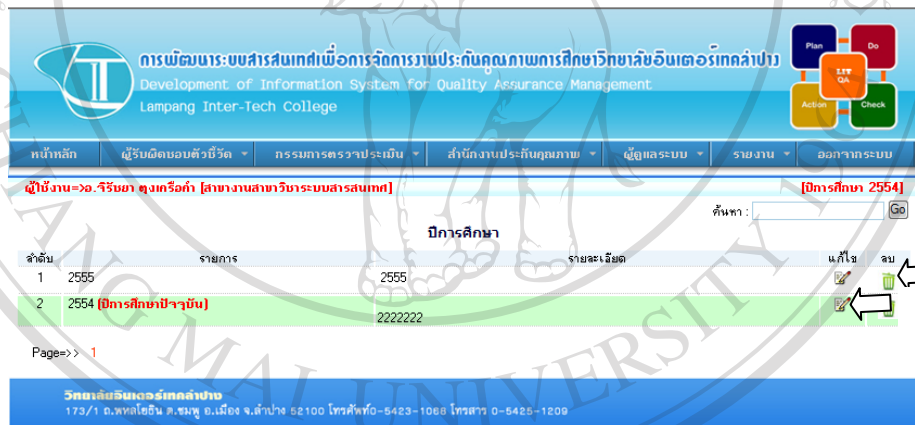 การพัฒนาระบบสารสนเทศเพื่อการจัดการงานประกันคุณภาพการศึกษาวิทยาลัยอินเตอร์เทคลำปาง
Development of Information System for Quality Assurance Management
Lampang Inter-Tech College
Plan Do
LIT
QA
Action Check
หน้าหลัก ผู้รับผิดชอบตัวบ่งชี้วัด กรรมการตรวจประเมิน สำนักงานประกันคุณภาพ ผู้ดูแลระบบ รายงาน ออกจากระบบ
ผู้ใช้งาน=>อ.จิรัชยา ตุงเครือคำ [สาขางานสาขาวิชาระบบสารสนเทศ] [ปีการศึกษา 2554]
ค้นหา : Go
ปีการศึกษา
ลำดับ รายการ รายละเอียด แก้ไข ลบ
1 2555 2555
2 2554 (ปีการศึกษาปัจจุบัน)
2222222
Page=>> 1
วิทยาลัยอินเตอร์เทคลำปาง
173/1 ถ.พหลโยธิน ต.ชมพู อ.เมือง จ.ลำปาง 52100 โทรศัพท์0-5423-1068 โทรสาร 0-5425-1209
MAI UNIVERSITY